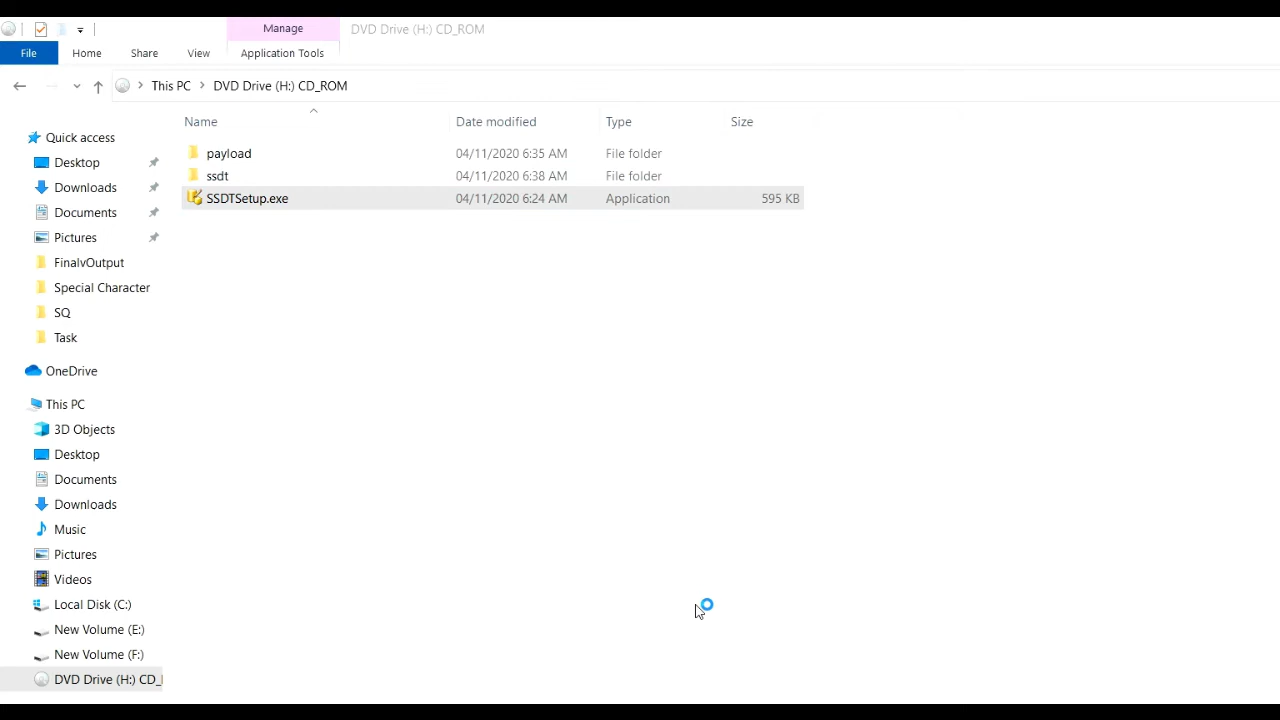 Manage
DVD Drive (H:) CD_ROM
File
Home
Share
View
Application Tools
This PC
DVD Drive (H:) CD_ROM
Name
Date modified
Type
Size
payload
04/11/2020 6:35 AM
File folder
ssdt
04/11/2020 6:38 AM
File folder
SSDTSetup.exe
04/11/2020 6:24 AM
Application
595 KB
Quick access
Desktop
Downloads
Documents
Pictures
FinalvOutput
Special Character
SQ
Task
OneDrive
This PC
3D Objects
Desktop
Documents
Downloads
Music
Pictures
Videos
Local Disk (C:)
New Volume (E:)
New Volume (F:)
DVD Drive (H:) CD_